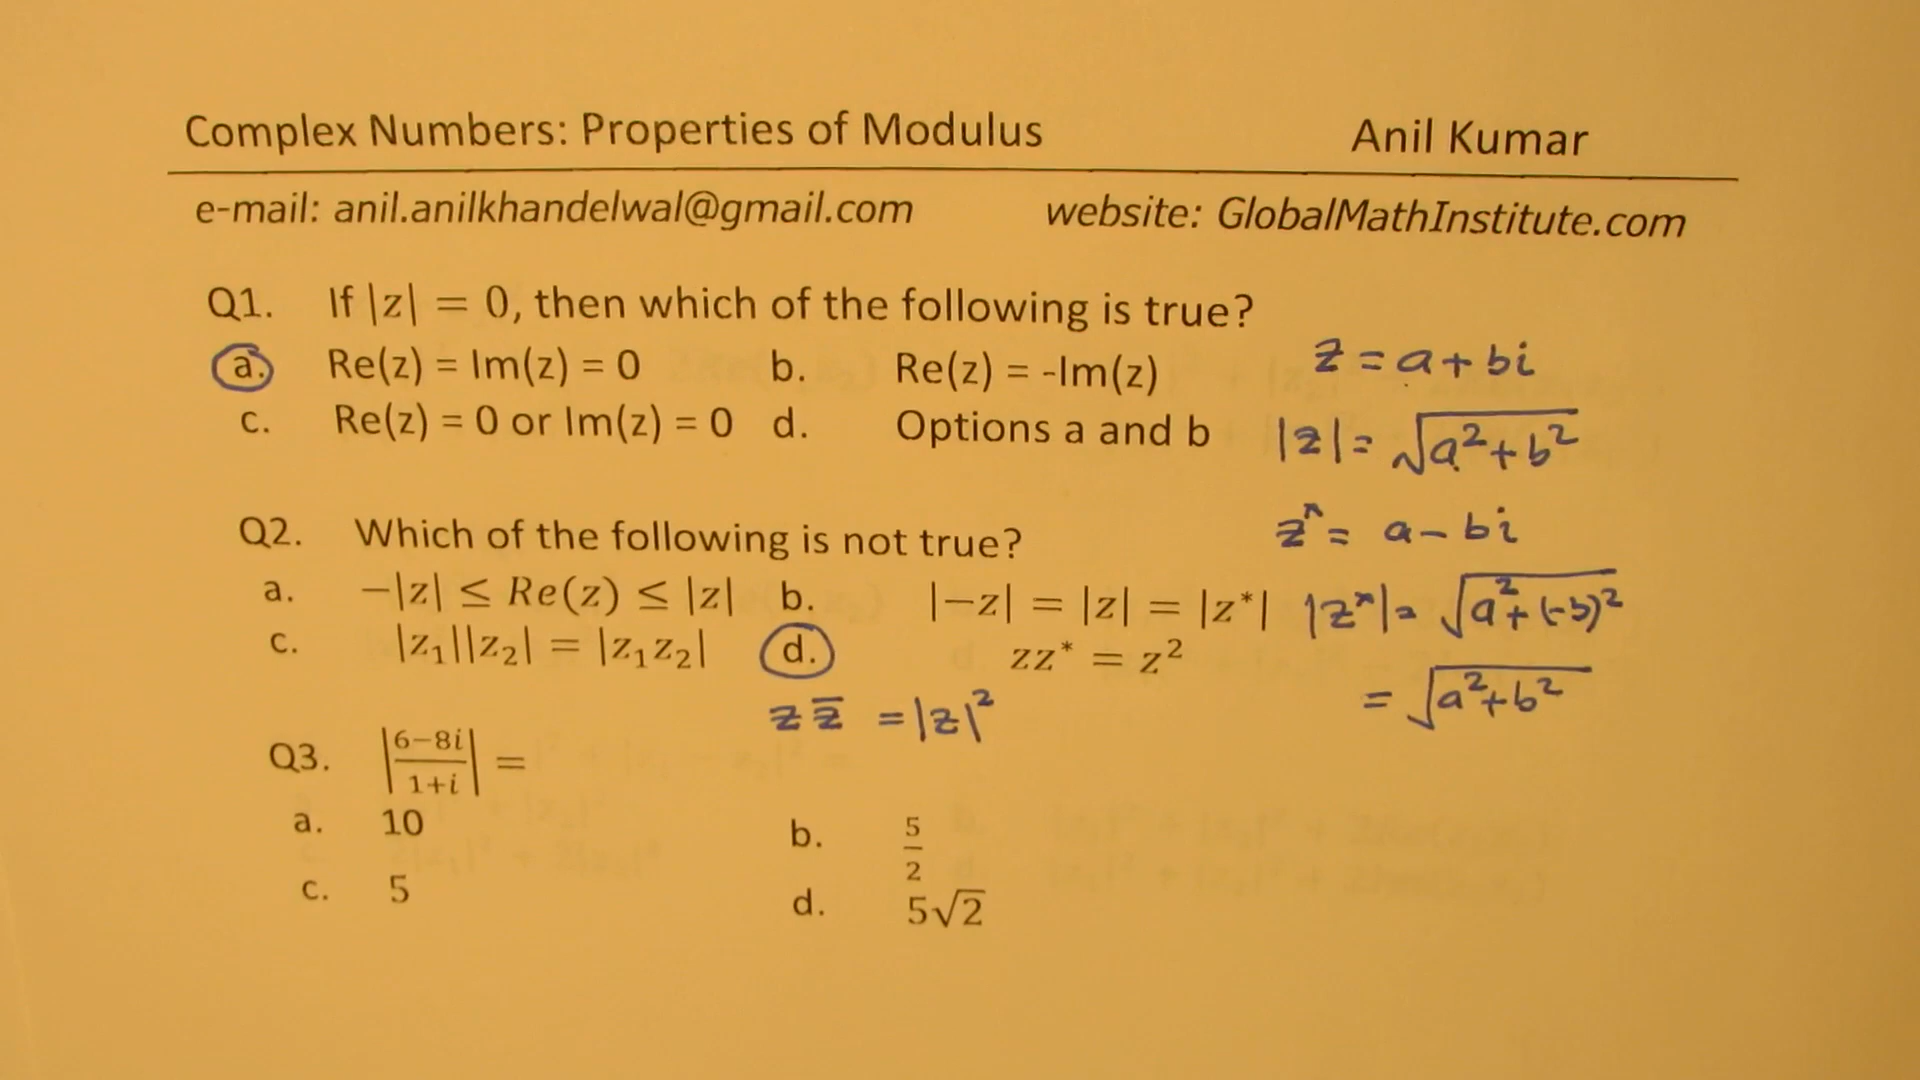 Complex Numbers: Properties of Modulus Anil Kumar
e-mail: anil.anilkhandelwal@gmail.com website: GlobalMathInstitute.com
Q1. If |z| = 0, then which of the following is true?
a. Re(z) = Im(z) = 0 b. Re(z) = -Im(z) z = a + bi
c. Re(z) = 0 or Im(z) = 0 d. Options a and b |z| = √(a²+b²)
z* = a - bi
Q2. Which of the following is not true?
a. −|z| ≤ Re(z) ≤ |z| b. |−z| = |z| = |z*| |z*| = √(a²+(-b)²)
c. |z₁||z₂| = |z₁z₂| d. zz* = z² = √(a²+b²)
z z̅ = |z|²
Q3. |(6−8i)/(1+i)| =
a. 10 b. 5/2
c. 5 d. 5√2